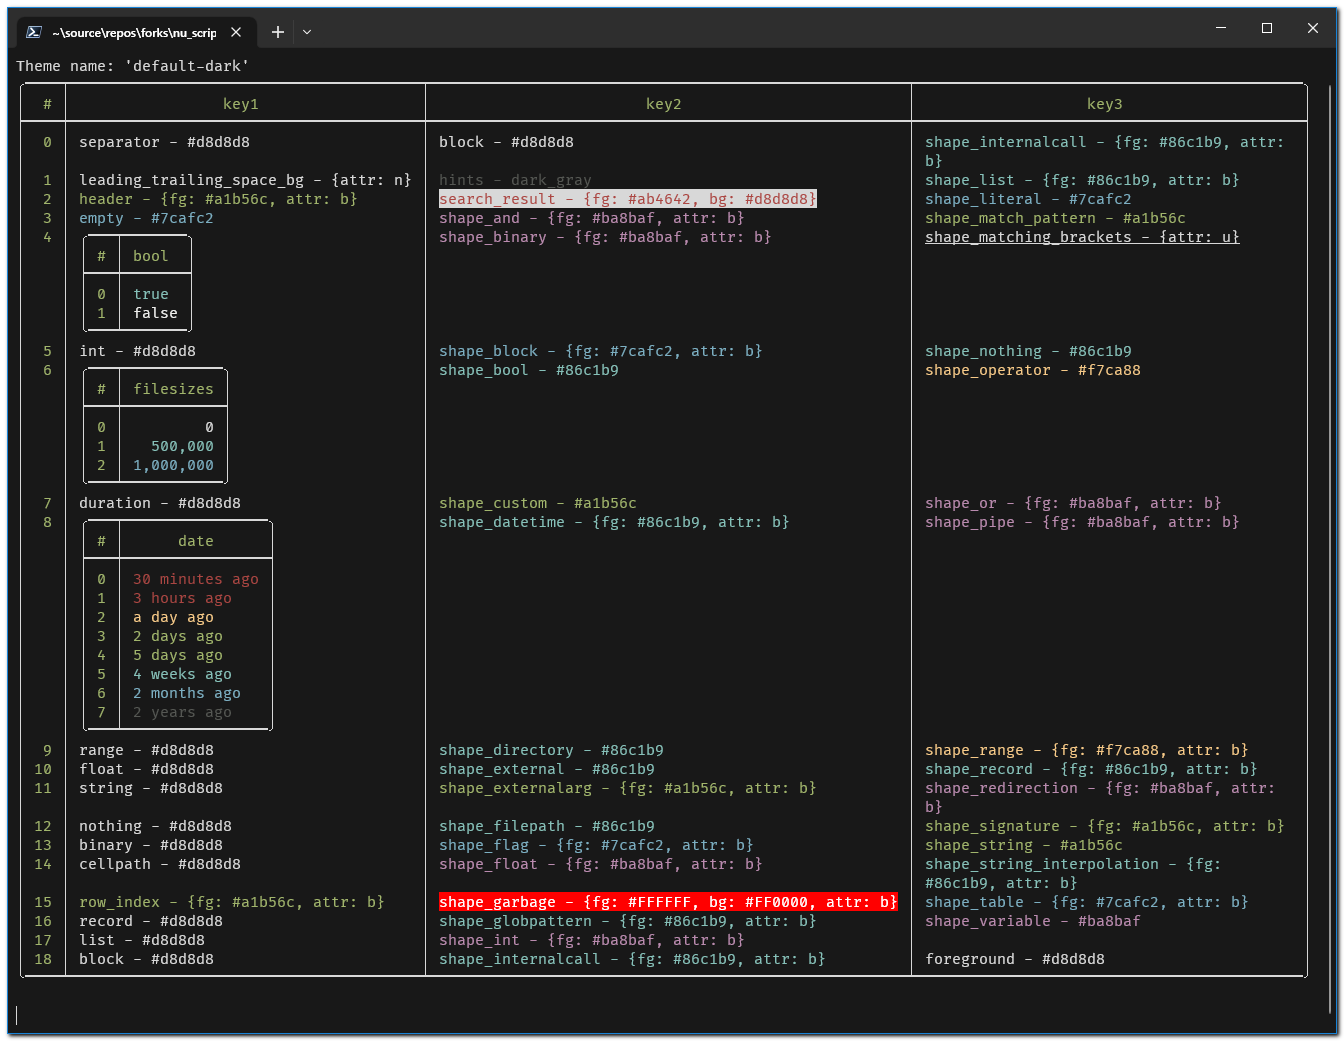 ~\source\repos\forks\nu_scrip
Theme name: 'default-dark'
# key1 key2 key3
0 separator - #d8d8d8 block - #d8d8d8 shape_internalcall - {fg: #86c1b9, attr:
b}
1 leading_trailing_space_bg - {attr: n} hints - dark_gray shape_list - {fg: #86c1b9, attr: b}
2 header - {fg: #a1b56c, attr: b} search_result - {fg: #ab4642, bg: #d8d8d8} shape_literal - #7cafc2
3 empty - #7cafc2 shape_and - {fg: #ba8baf, attr: b} shape_match_pattern - #a1b56c
4 shape_binary - {fg: #ba8baf, attr: b} shape_matching_brackets - {attr: u}
# bool
0 true
1 false
5 int - #d8d8d8 shape_block - {fg: #7cafc2, attr: b} shape_nothing - #86c1b9
6 shape_bool - #86c1b9 shape_operator - #f7ca88
# filesizes
0 0
1 500,000
2 1,000,000
7 duration - #d8d8d8 shape_custom - #a1b56c shape_or - {fg: #ba8baf, attr: b}
8 shape_datetime - {fg: #86c1b9, attr: b} shape_pipe - {fg: #ba8baf, attr: b}
# date
0 30 minutes ago
1 3 hours ago
2 a day ago
3 2 days ago
4 5 days ago
5 4 weeks ago
6 2 months ago
7 2 years ago
9 range - #d8d8d8 shape_directory - #86c1b9 shape_range - {fg: #f7ca88, attr: b}
10 float - #d8d8d8 shape_external - #86c1b9 shape_record - {fg: #86c1b9, attr: b}
11 string - #d8d8d8 shape_externalarg - {fg: #a1b56c, attr: b} shape_redirection - {fg: #ba8baf, attr:
b}
12 nothing - #d8d8d8 shape_filepath - #86c1b9 shape_signature - {fg: #a1b56c, attr: b}
13 binary - #d8d8d8 shape_flag - {fg: #7cafc2, attr: b} shape_string - #a1b56c
14 cellpath - #d8d8d8 shape_float - {fg: #ba8baf, attr: b} shape_string_interpolation - {fg:
#86c1b9, attr: b}
15 row_index - {fg: #a1b56c, attr: b} shape_garbage - {fg: #FFFFFF, bg: #FF0000, attr: b} shape_table - {fg: #7cafc2, attr: b}
16 record - #d8d8d8 shape_globpattern - {fg: #86c1b9, attr: b} shape_variable - #ba8baf
17 list - #d8d8d8 shape_int - {fg: #ba8baf, attr: b}
18 block - #d8d8d8 shape_internalcall - {fg: #86c1b9, attr: b} foreground - #d8d8d8